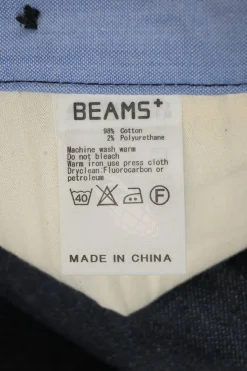 BEAMS+
98% Cotton
2% Polyurethane
Machine wash warm
Do not bleach
Warm iron,use press cloth
Dryclean.Fluorocarbon or
petroleum
40 F
MADE IN CHINA